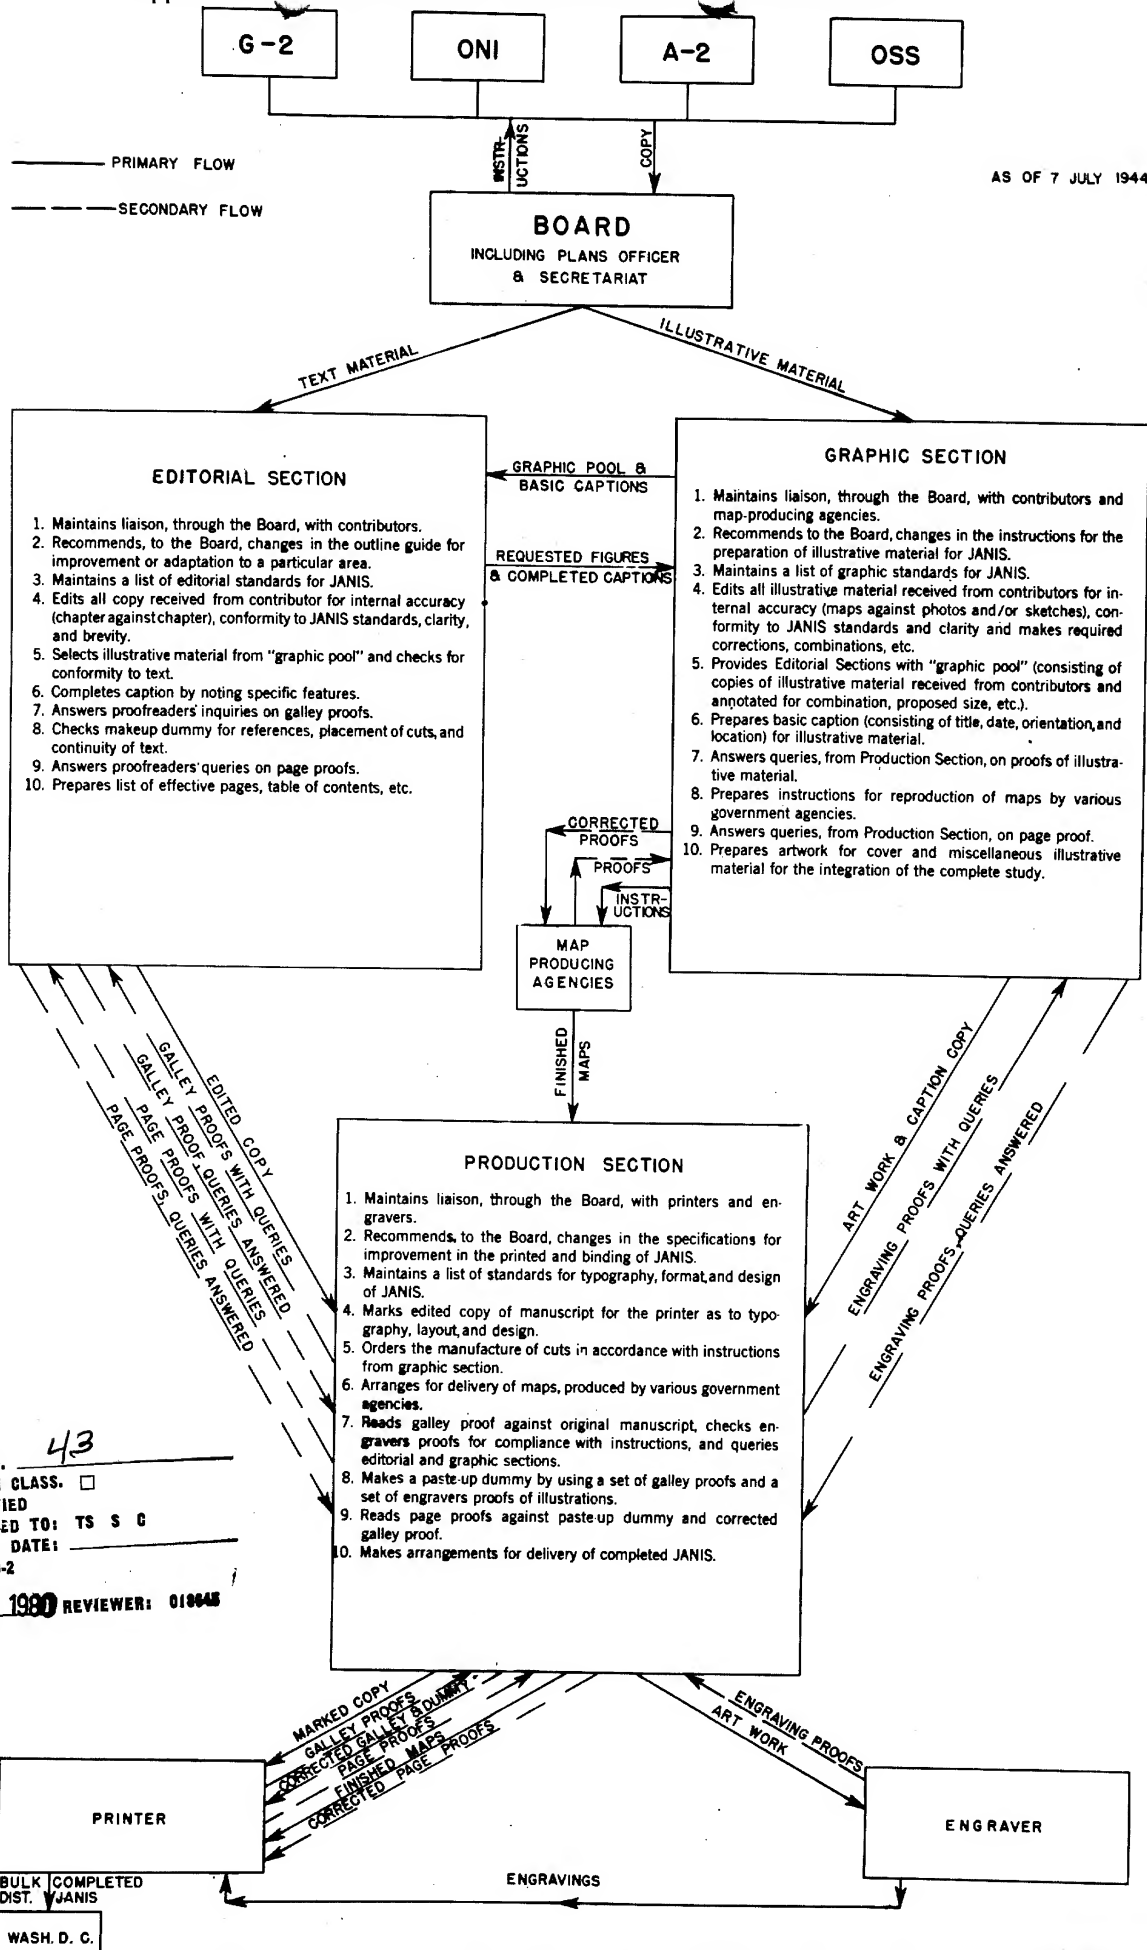 G-2
ONI
A-2
OSS
INSTR-
UCTIONS
COPY
PRIMARY FLOW
SECONDARY FLOW
AS OF 7 JULY 1944
BOARD
INCLUDING PLANS OFFICER
& SECRETARIAT
TEXT MATERIAL
ILLUSTRATIVE MATERIAL
EDITORIAL SECTION
1. Maintains liaison, through the Board, with contributors.
2. Recommends, to the Board, changes in the outline guide for
improvement or adaptation to a particular area.
3. Maintains a list of editorial standards for JANIS.
4. Edits all copy received from contributor for internal accuracy
(chapter against chapter), conformity to JANIS standards, clarity,
and brevity.
5. Selects illustrative material from "graphic pool" and checks for
conformity to text.
6. Completes caption by noting specific features.
7. Answers proofreaders' inquiries on galley proofs.
8. Checks makeup dummy for references, placement of cuts, and
continuity of text.
9. Answers proofreaders' queries on page proofs.
10. Prepares list of effective pages, table of contents, etc.
GRAPHIC POOL &
BASIC CAPTIONS
REQUESTED FIGURES
& COMPLETED CAPTIONS
GRAPHIC SECTION
1. Maintains liaison, through the Board, with contributors and
map-producing agencies.
2. Recommends to the Board, changes in the instructions for the
preparation of illustrative material for JANIS.
3. Maintains a list of graphic standards for JANIS.
4. Edits all illustrative material received from contributors for in-
ternal accuracy (maps against photos and/or sketches), con-
formity to JANIS standards and clarity and makes required
corrections, combinations, etc.
5. Provides Editorial Sections with "graphic pool" (consisting of
copies of illustrative material received from contributors and
annotated for combination, proposed size, etc.).
6. Prepares basic caption (consisting of title, date, orientation, and
location) for illustrative material.
7. Answers queries, from Production Section, on proofs of illustra-
tive material.
8. Prepares instructions for reproduction of maps by various
government agencies.
9. Answers queries, from Production Section, on page proof.
10. Prepares artwork for cover and miscellaneous illustrative
material for the integration of the complete study.
CORRECTED
PROOFS
PROOFS
INSTR-
UCTIONS
MAP
PRODUCING
AGENCIES
FINISHED
MAPS
EDITED COPY
GALLEY PROOFS WITH QUERIES
GALLEY PROOF, QUERIES ANSWERED
PAGE PROOFS WITH QUERIES
PAGE PROOFS, QUERIES ANSWERED
ART WORK & CAPTION COPY
ENGRAVING PROOFS WITH QUERIES
ENGRAVING PROOFS, QUERIES ANSWERED
PRODUCTION SECTION
1. Maintains liaison, through the Board, with printers and en-
gravers.
2. Recommends, to the Board, changes in the specifications for
improvement in the printed and binding of JANIS.
3. Maintains a list of standards for typography, format, and design
of JANIS.
4. Marks edited copy of manuscript for the printer as to typo-
graphy, layout, and design.
5. Orders the manufacture of cuts in accordance with instructions
from graphic section.
6. Arranges for delivery of maps, produced by various government
agencies.
7. Reads galley proof against original manuscript, checks en-
gravers proofs for compliance with instructions, and queries
editorial and graphic sections.
8. Makes a paste-up dummy by using a set of galley proofs and a
set of engravers proofs of illustrations.
9. Reads page proofs against paste-up dummy and corrected
galley proof.
10. Makes arrangements for delivery of completed JANIS.
43
CLASS. □
IED
ED TO: TS S C
DATE:
-2
1980 REVIEWER:
MARKED COPY
GALLEY PROOFS
CORRECTED GALLEY & DUMMY
PAGE PROOFS
FINISHED MAPS
CORRECTED PAGE PROOFS
ENGRAVING PROOFS
ART WORK
PRINTER
ENGRAVER
ENGRAVINGS
BULK COMPLETED
DIST. JANIS
WASH. D. C.